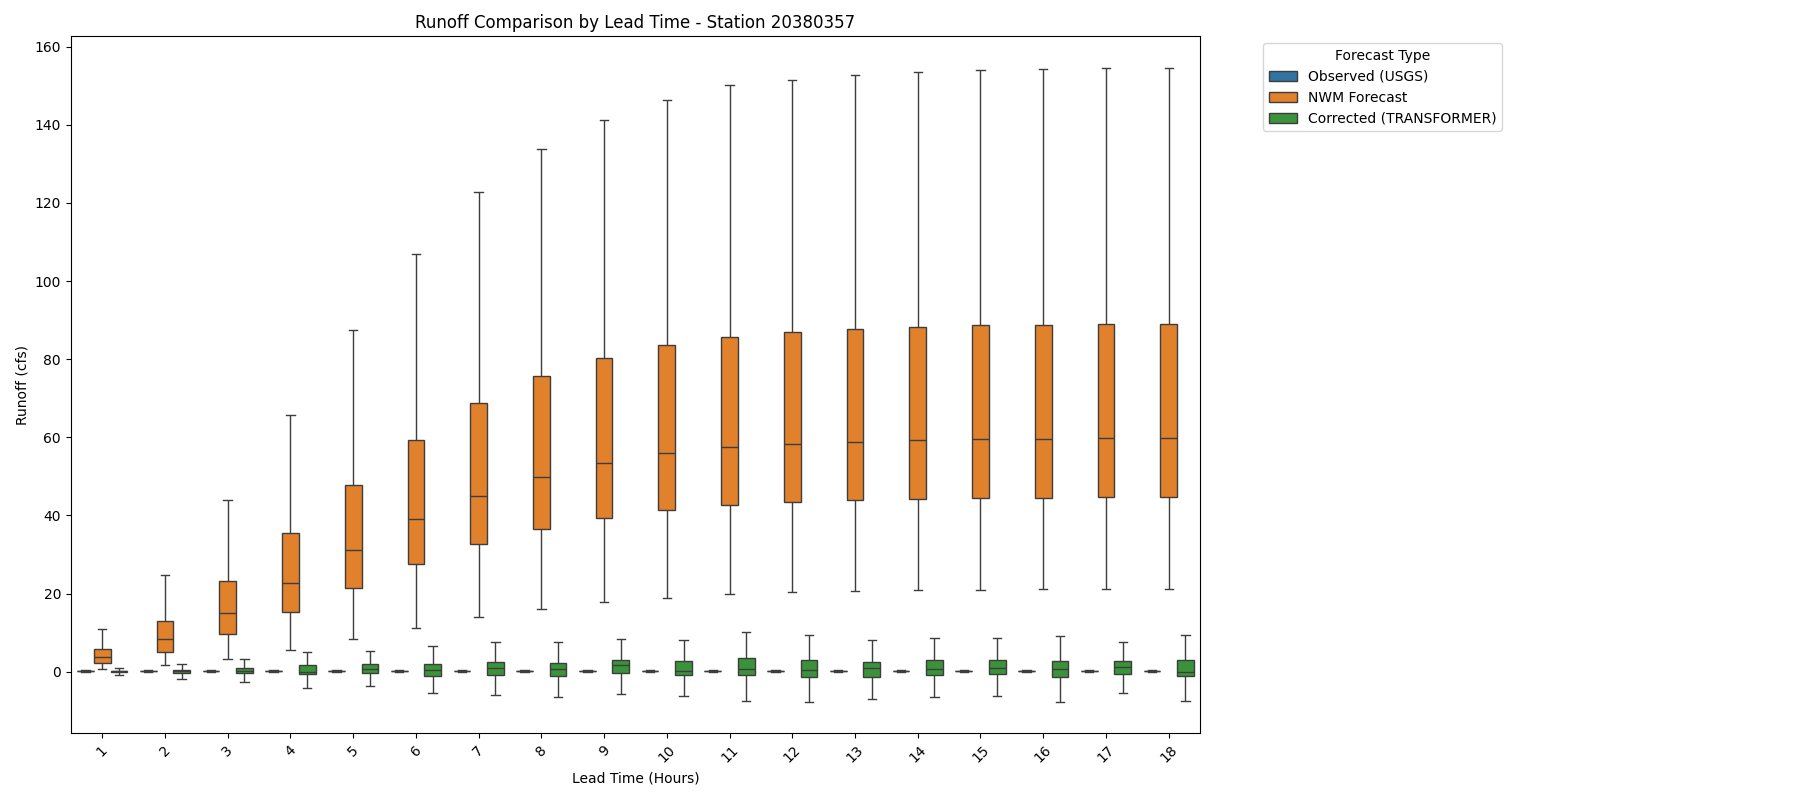 Runoff Comparison by Lead Time - Station 20380357
Forecast Type
Observed (USGS)
NWM Forecast
Corrected (TRANSFORMER)
Runoff (cfs)
160
140
120
100
80
60
40
20
0
1 2 3 4 5 6 7 8 9 10 11 12 13 14 15 16 17 18
Lead Time (Hours)